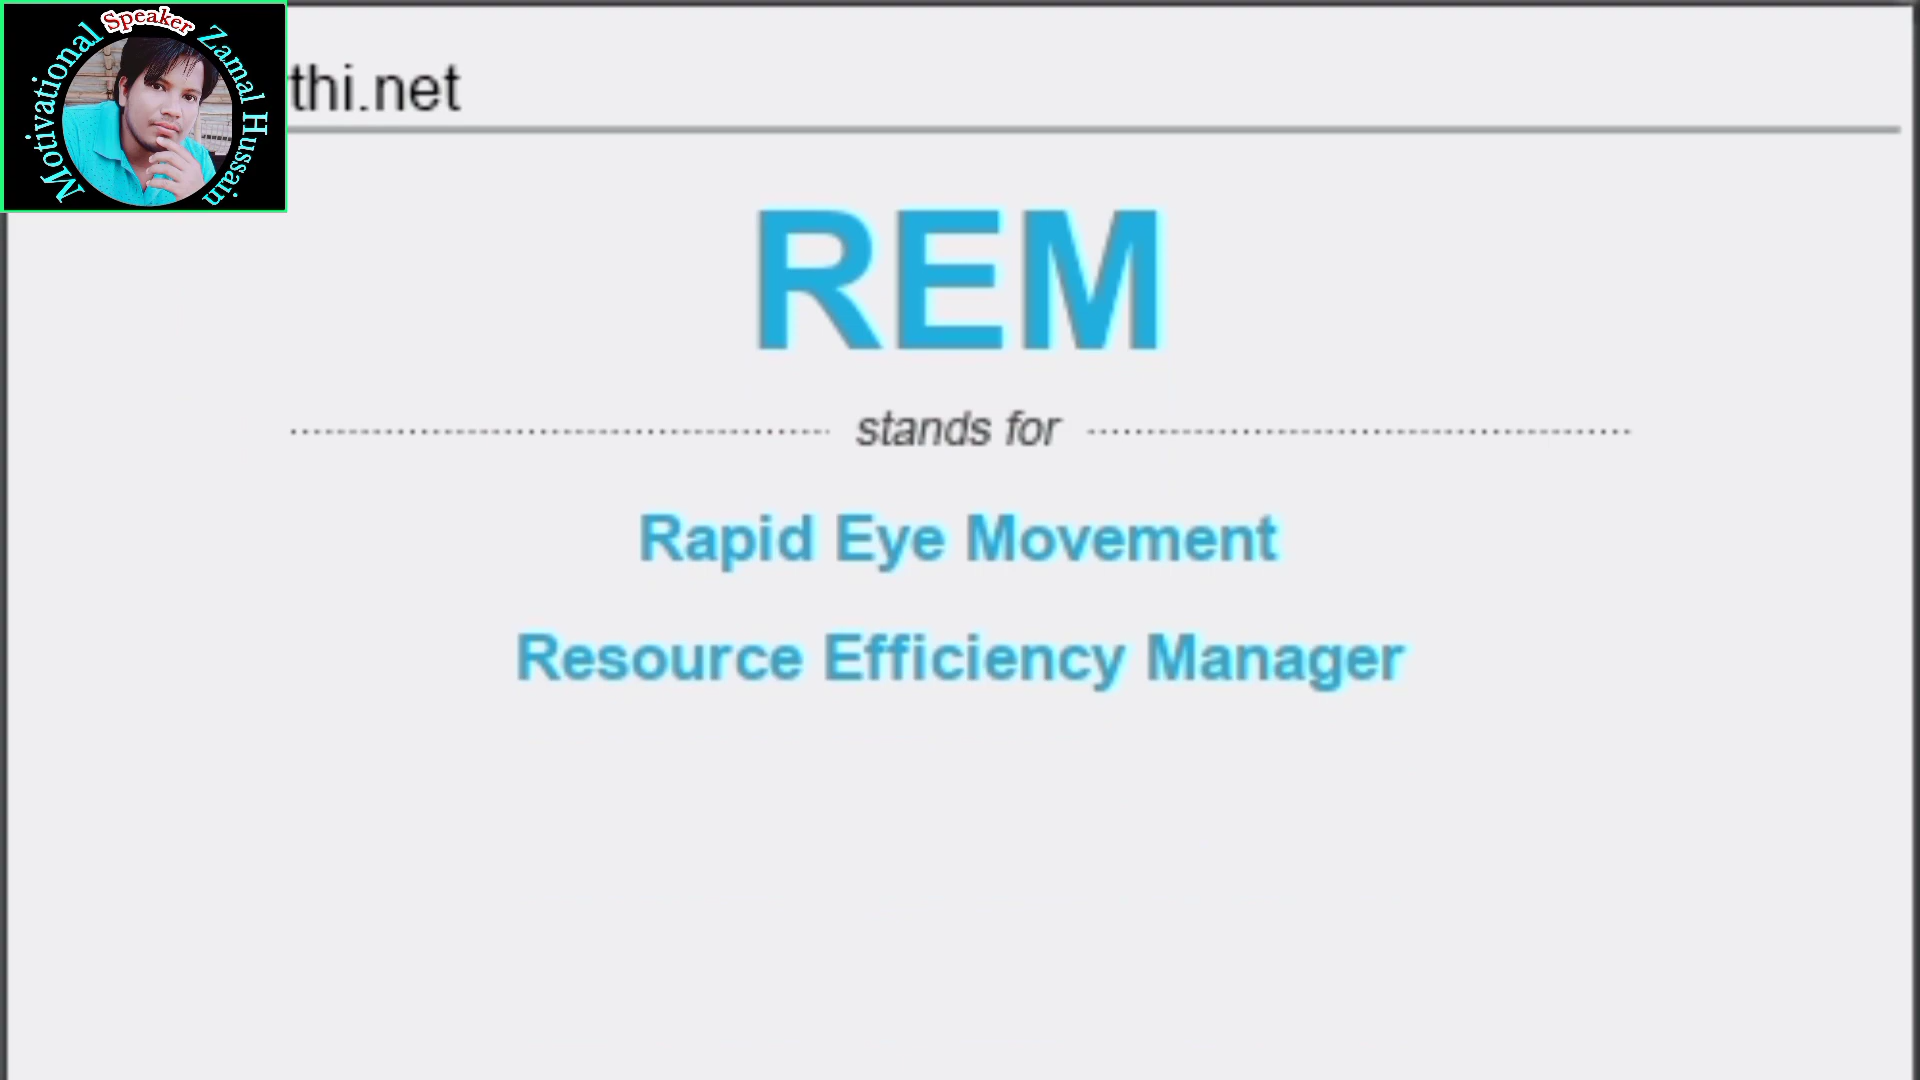 Motivational Speaker Zamal Hussain
thi.net
REM
stands for
Rapid Eye Movement
Resource Efficiency Manager